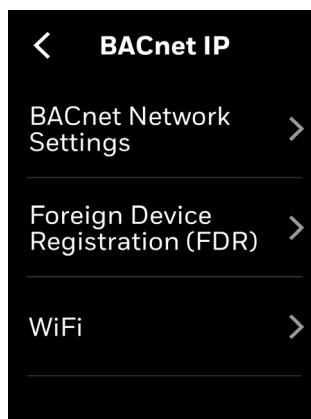 BACnet IP
BACnet Network
Settings
Foreign Device
Registration (FDR)
WiFi